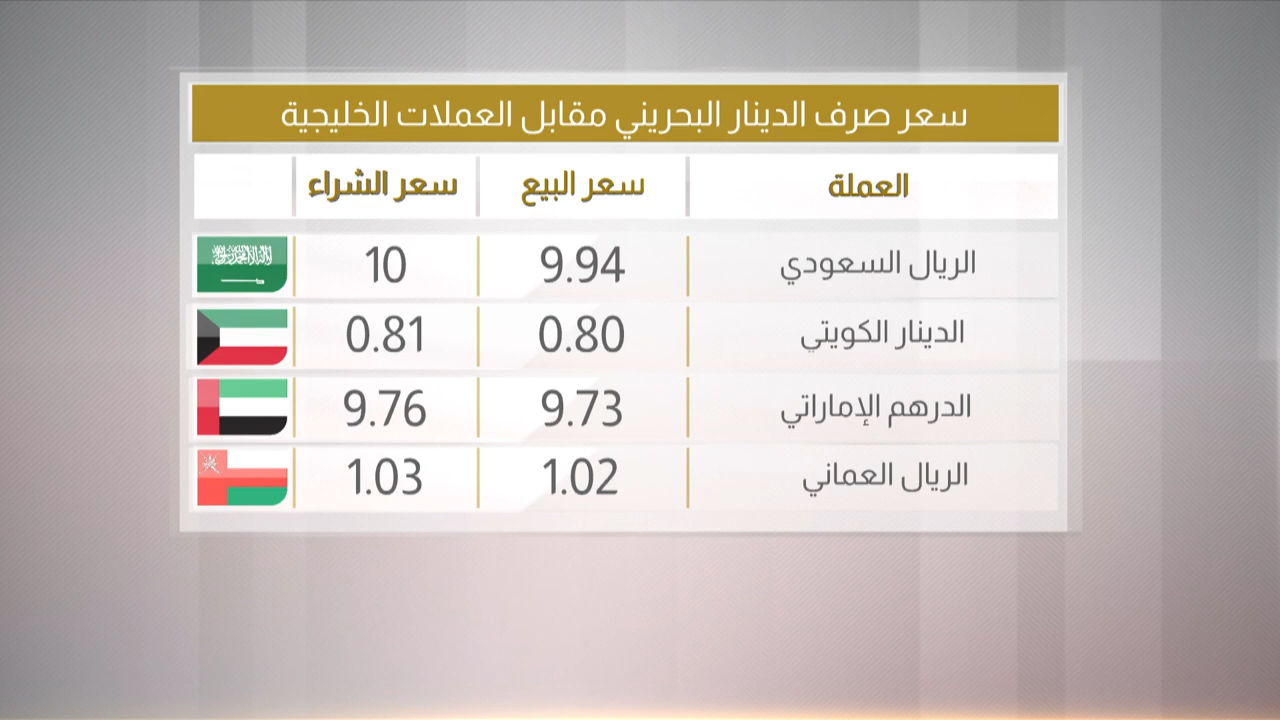 سعر صرف الدينار البحريني مقابل العملات الخليجية
العملة سعر البيع سعر الشراء
الريال السعودي 9.94 10
الدينار الكويتي 0.80 0.81
الدرهم الإماراتي 9.73 9.76
الريال العماني 1.02 1.03